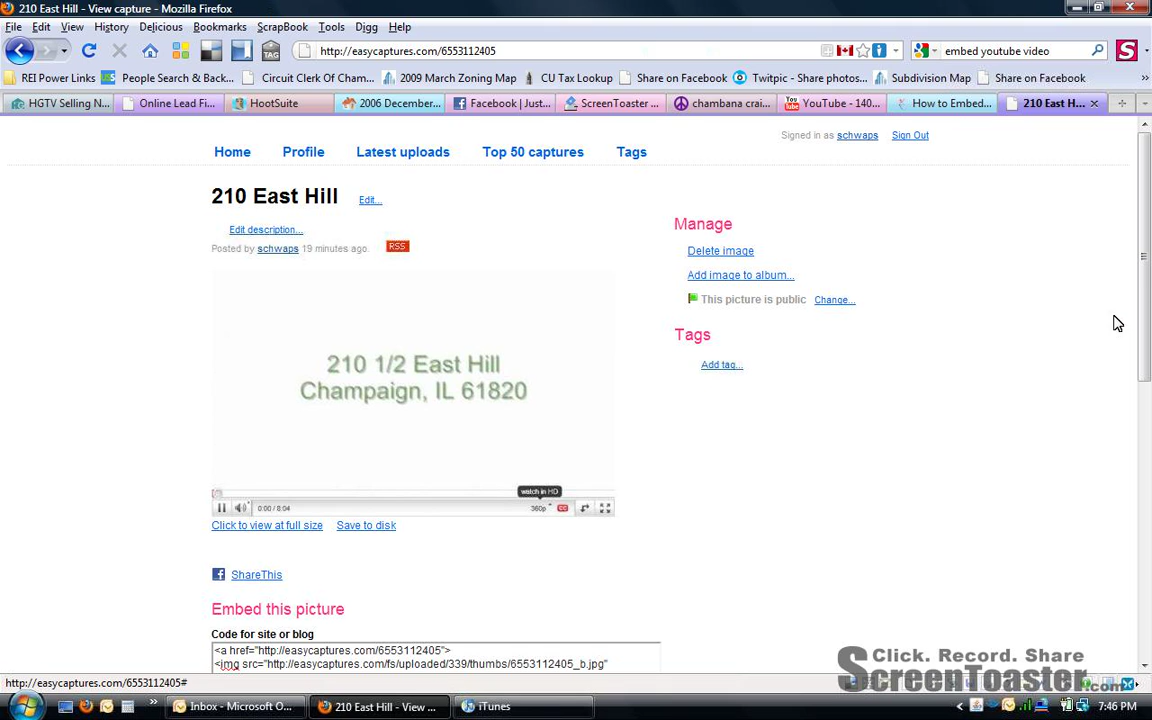 210 East Hill - View capture - Mozilla Firefox
File Edit View History Delicious Bookmarks ScrapBook Tools Digg Help
TAG http://easycaptures.com/6553112405 embed youtube video S
REI Power Links People Search & Back... Circuit Clerk Of Cham... 2009 March Zoning Map CU Tax Lookup Share on Facebook Twitpic - Share photos... Subdivision Map Share on Facebook
HGTV Selling N... Online Lead Fi... HootSuite 2006 December... Facebook | Just... ScreenToaster ... chambana crai... YouTube - 140... How to Embed... 210 East H...
Signed in as schwaps Sign Out
Home Profile Latest uploads Top 50 captures Tags
210 East Hill Edit...
Edit description...
Posted by schwaps 19 minutes ago. RSS
Manage
Delete image
Add image to album...
This picture is public Change...
Tags
Add tag...
210 1/2 East Hill
Champaign, IL 61820
watch in HD
0:00 / 8:04 360p CC
Click to view at full size Save to disk
ShareThis
Embed this picture
Code for site or blog
<a href="http://easycaptures.com/6553112405">
<img src="http://easycaptures.com/fs/uploaded/339/thumbs/6553112405_b.jpg"
Click. Record. Share
ScreenToaster.com
http://easycaptures.com/6553112405#
Inbox - Microsoft O... 210 East Hill - View ... iTunes 7:46 PM